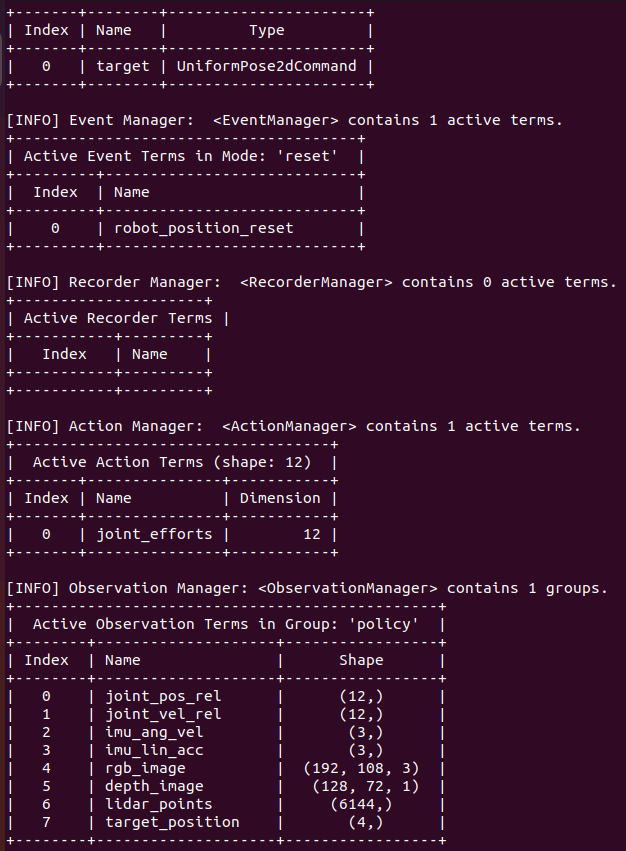 +-------+--------+----------------------+
| Index | Name   |         Type         |
+-------+--------+----------------------+
|   0   | target | UniformPose2dCommand |
+-------+--------+----------------------+
[INFO] Event Manager:  <EventManager> contains 1 active terms.
+--------------------------------------+
| Active Event Terms in Mode: 'reset'  |
+---------+----------------------------+
|  Index  | Name                       |
+---------+----------------------------+
|    0    | robot_position_reset       |
+---------+----------------------------+
[INFO] Recorder Manager:  <RecorderManager> contains 0 active terms.
+---------------------+
| Active Recorder Terms |
+-----------+---------+
|   Index   | Name    |
+-----------+---------+
+-----------+---------+
[INFO] Action Manager:  <ActionManager> contains 1 active terms.
+-----------------------------------+
|  Active Action Terms (shape: 12)  |
+-------+---------------+-----------+
| Index | Name          | Dimension |
+-------+---------------+-----------+
|   0   | joint_efforts |        12 |
+-------+---------------+-----------+
[INFO] Observation Manager: <ObservationManager> contains 1 groups.
+-----------------------------------------------+
|  Active Observation Terms in Group: 'policy'  |
+--------+--------------------+-----------------+
| Index  | Name               |      Shape      |
+--------+--------------------+-----------------+
|   0    | joint_pos_rel      |      (12,)      |
|   1    | joint_vel_rel      |      (12,)      |
|   2    | imu_ang_vel        |       (3,)      |
|   3    | imu_lin_acc        |       (3,)      |
|   4    | rgb_image          |  (192, 108, 3)  |
|   5    | depth_image        |   (128, 72, 1)  |
|   6    | lidar_points       |     (6144,)     |
|   7    | target_position    |       (4,)      |
+--------+--------------------+-----------------+